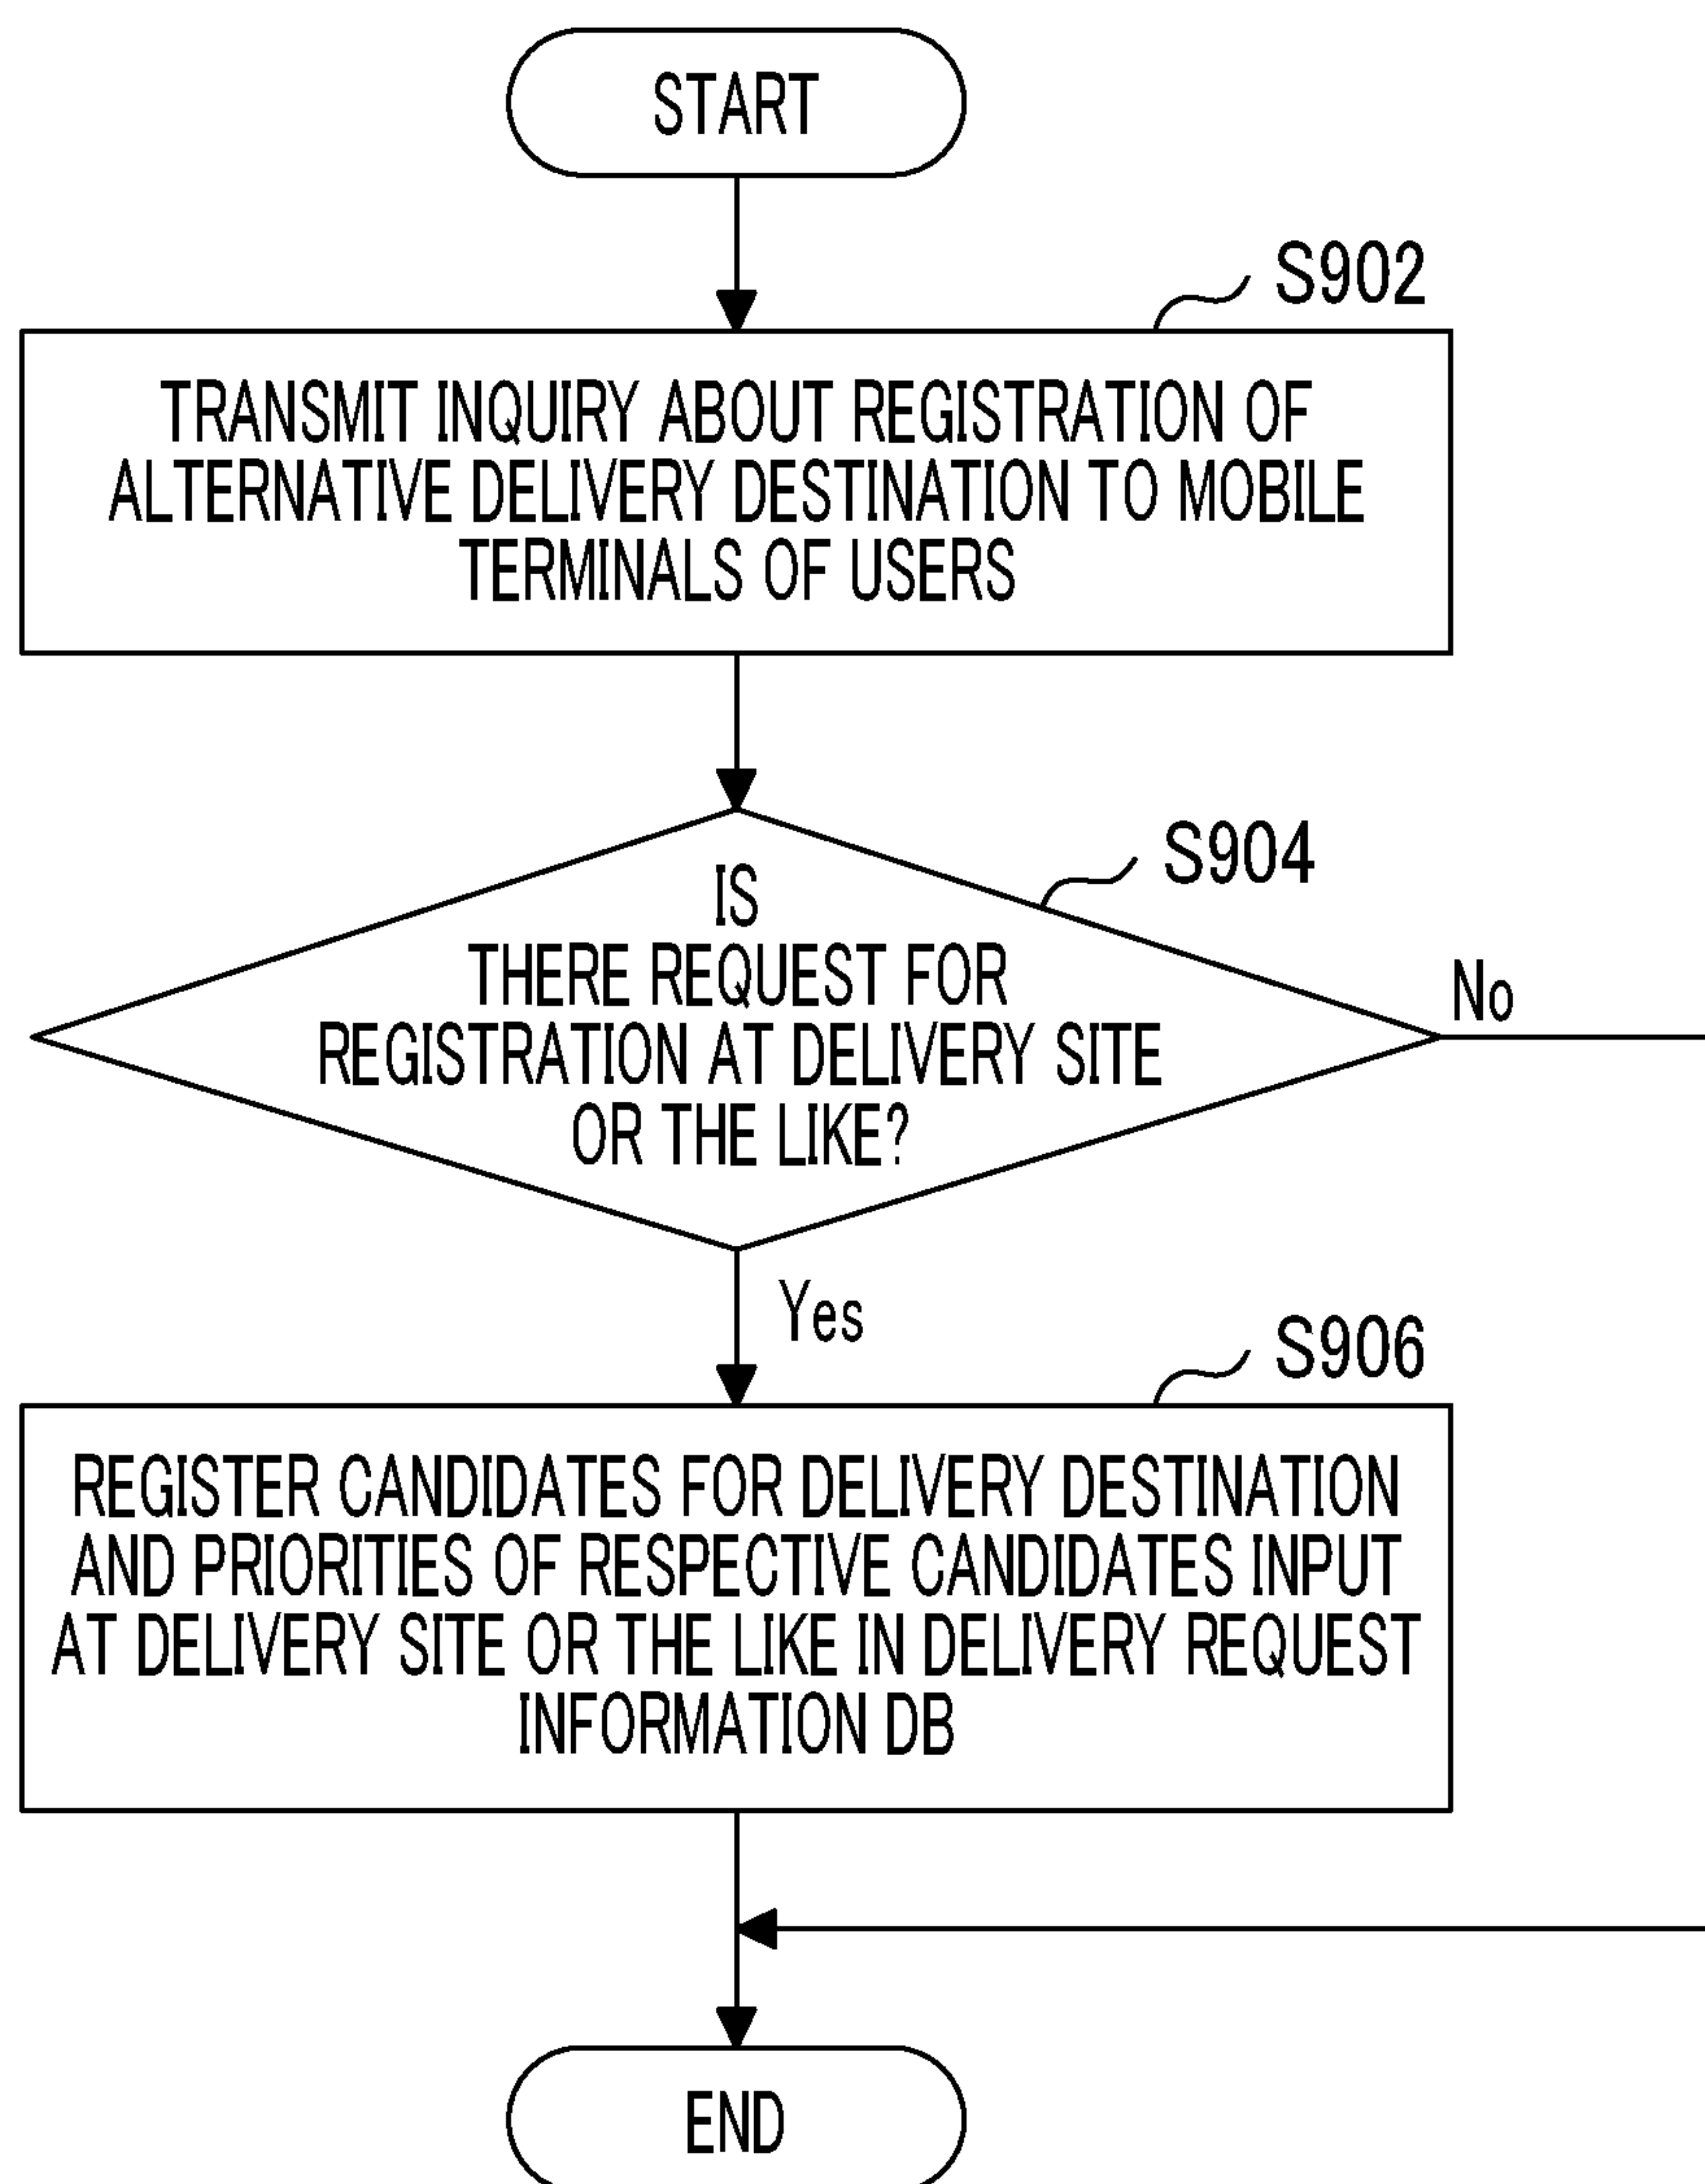 START
S902
TRANSMIT INQUIRY ABOUT REGISTRATION OF
ALTERNATIVE DELIVERY DESTINATION TO MOBILE
TERMINALS OF USERS
S904
IS
THERE REQUEST FOR
REGISTRATION AT DELIVERY SITE
OR THE LIKE?
No
Yes
S906
REGISTER CANDIDATES FOR DELIVERY DESTINATION
AND PRIORITIES OF RESPECTIVE CANDIDATES INPUT
AT DELIVERY SITE OR THE LIKE IN DELIVERY REQUEST
INFORMATION DB
END